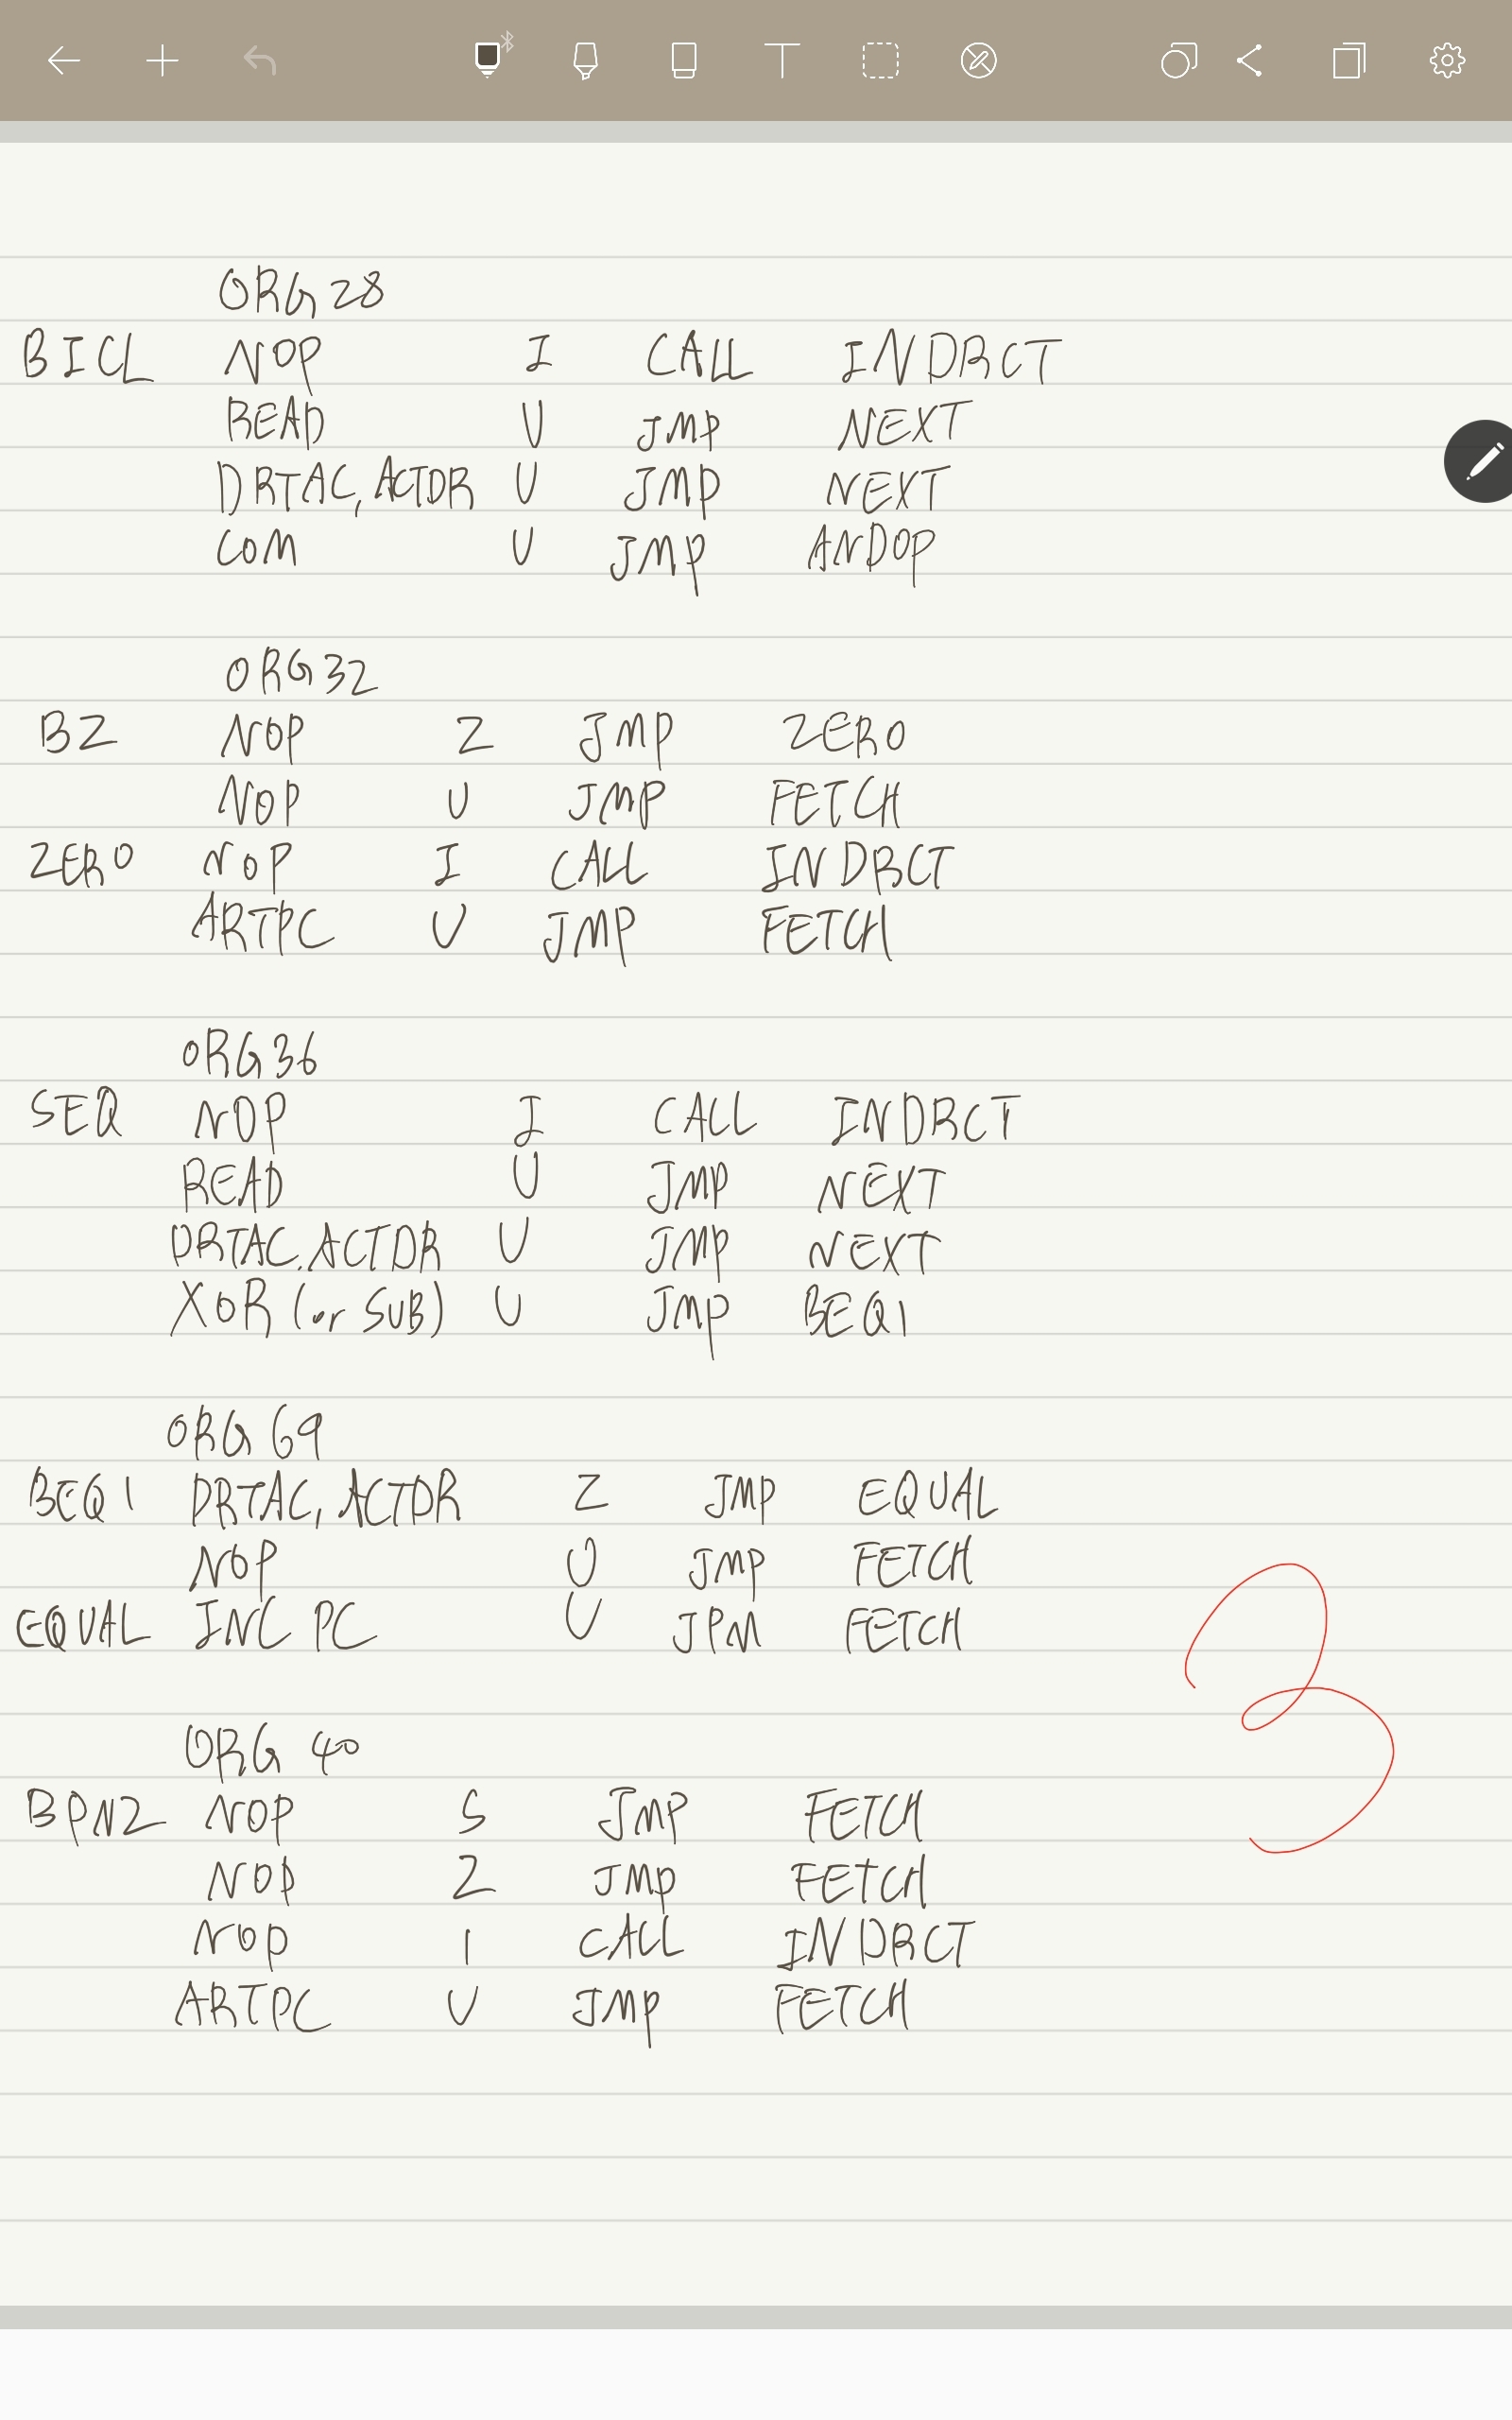 ORG 28
BICL NOP I CALL INDRCT
READ U JMP NEXT
DRTAC, ACTDR U JMP NEXT
COM U JMP ANDOP
ORG 32
BZ NOP Z JMP ZERO
NOP U JMP FETCH
ZERO NOP I CALL INDRCT
ARTPC U JMP FETCH
ORG 36
SEQ NOP I CALL INDRCT
READ U JMP NEXT
DRTAC, ACTDR U JMP NEXT
XOR (or SUB) U JMP BEQ1
ORG 69
BEQ 1 DRTAC, ACTDR Z JMP EQUAL
NOP U JMP FETCH
EQUAL INC PC U JPM FETCH
3
ORG 40
BPNZ NOP S JMP FETCH
NOP Z JMP FETCH
NOP I CALL INDRCT
ARTPC U JMP FETCH